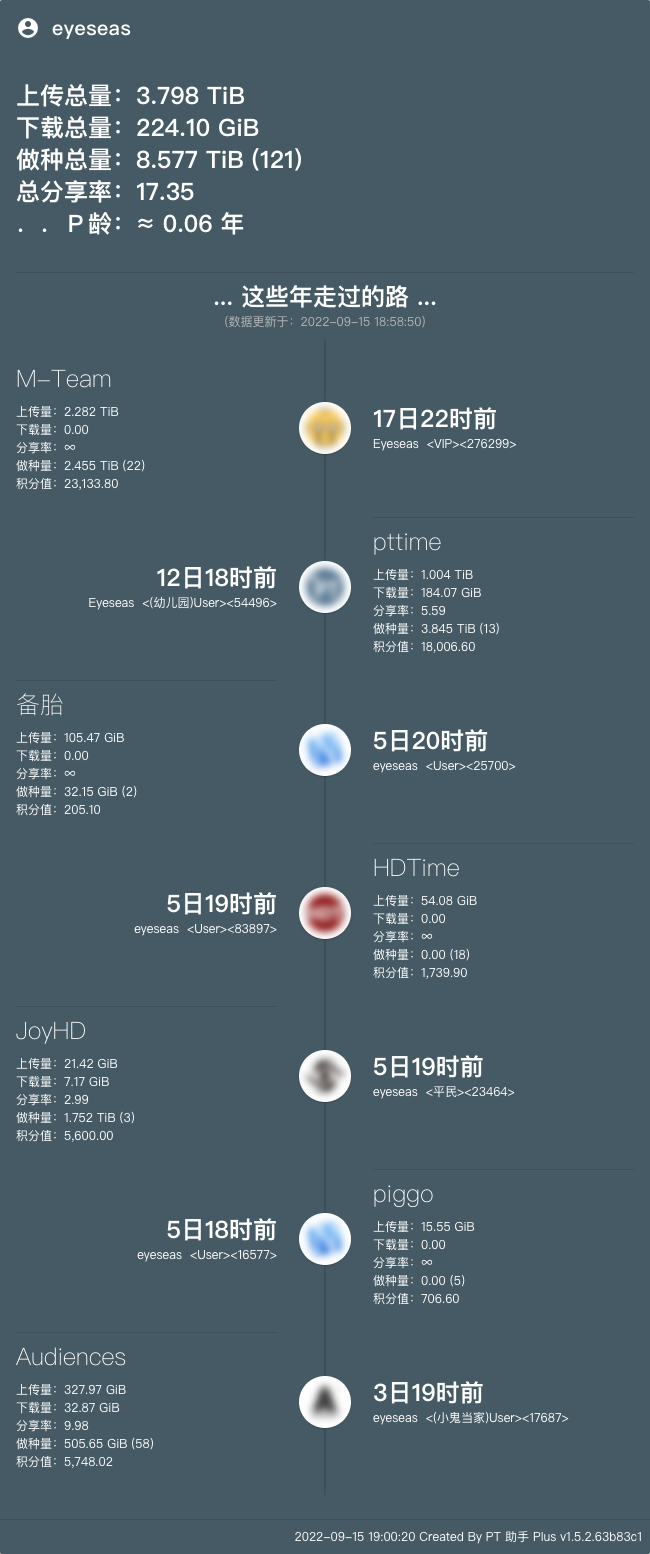 eyeseas
上传总量：3.798 TiB
下载总量：224.10 GiB
做种总量：8.577 TiB (121)
总分享率：17.35
．．Ｐ龄：≈ 0.06 年
... 这些年走过的路 ...
(数据更新于：2022-09-15 18:58:50)
M-Team
上传量：2.282 TiB
下载量：0.00
分享率：∞
做种量：2.455 TiB (22)
积分值：23,133.80
17日22时前
Eyeseas <VIP><276299>
pttime
上传量：1.004 TiB
下载量：184.07 GiB
分享率：5.59
做种量：3.845 TiB (13)
积分值：18,006.60
12日18时前
Eyeseas <(幼儿园)User><54496>
备胎
上传量：105.47 GiB
下载量：0.00
分享率：∞
做种量：32.15 GiB (2)
积分值：205.10
5日20时前
eyeseas <User><25700>
HDTime
上传量：54.08 GiB
下载量：0.00
分享率：∞
做种量：0.00 (18)
积分值：1,739.90
5日19时前
eyeseas <User><83897>
JoyHD
上传量：21.42 GiB
下载量：7.17 GiB
分享率：2.99
做种量：1.752 TiB (3)
积分值：5,600.00
5日19时前
eyeseas <平民><23464>
piggo
上传量：15.55 GiB
下载量：0.00
分享率：∞
做种量：0.00 (5)
积分值：706.60
5日18时前
eyeseas <User><16577>
Audiences
上传量：327.97 GiB
下载量：32.87 GiB
分享率：9.98
做种量：505.65 GiB (58)
积分值：5,748.02
3日19时前
eyeseas <(小鬼当家)User><17687>
2022-09-15 19:00:20 Created By PT 助手 Plus v1.5.2.63b83c1